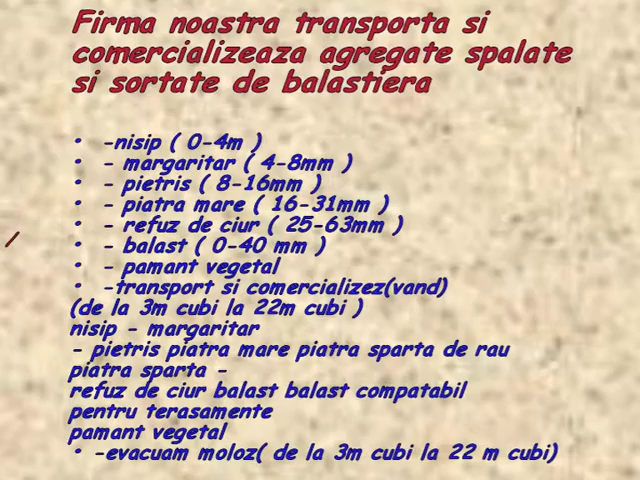 Firma noastra transporta si
comercializeaza agregate spalate
si sortate de balastiera
• -nisip ( 0-4m )
• - margaritar ( 4-8mm )
• - pietris ( 8-16mm )
• - piatra mare ( 16-31mm )
• - refuz de ciur ( 25-63mm )
• - balast ( 0-40 mm )
• - pamant vegetal
• -transport si comercializez(vand)
(de la 3m cubi la 22m cubi )
nisip - margaritar
- pietris piatra mare piatra sparta de rau
piatra sparta -
refuz de ciur balast balast compatabil
pentru terasamente
pamant vegetal
• -evacuam moloz( de la 3m cubi la 22 m cubi)